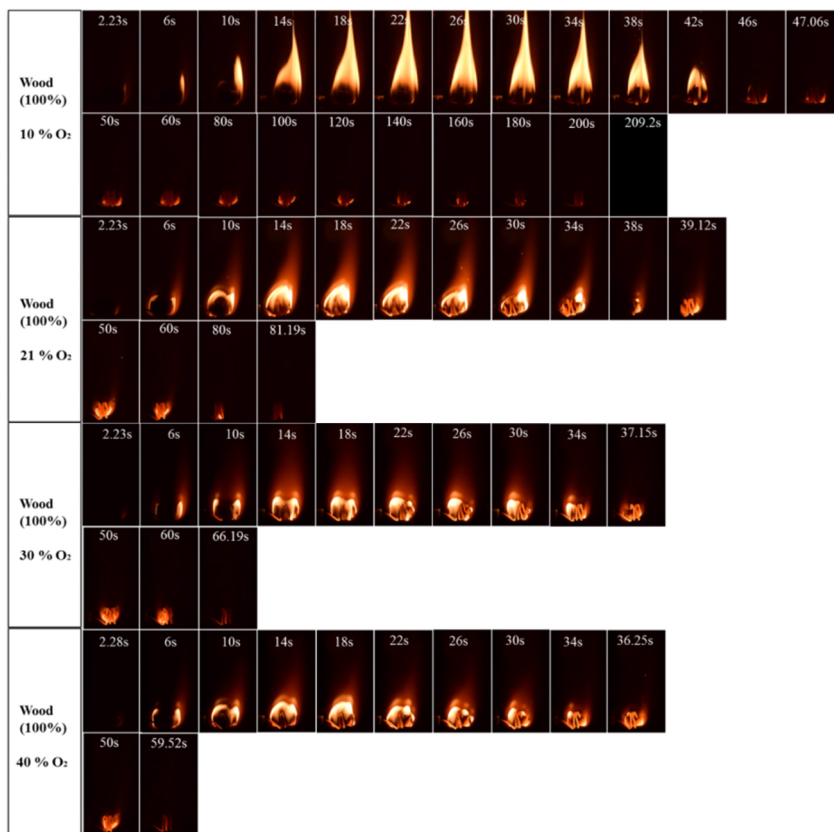 2.23s 6s 10s 14s 18s 22s 26s 30s 34s 38s 42s 46s 47.06s
Wood
(100%)
10 % O₂
50s 60s 80s 100s 120s 140s 160s 180s 200s 209.2s
2.23s 6s 10s 14s 18s 22s 26s 30s 34s 38s 39.12s
Wood
(100%)
21 % O₂
50s 60s 80s 81.19s
2.23s 6s 10s 14s 18s 22s 26s 30s 34s 37.15s
Wood
(100%)
30 % O₂
50s 60s 66.19s
2.28s 6s 10s 14s 18s 22s 26s 30s 34s 36.25s
Wood
(100%)
40 % O₂
50s 59.52s